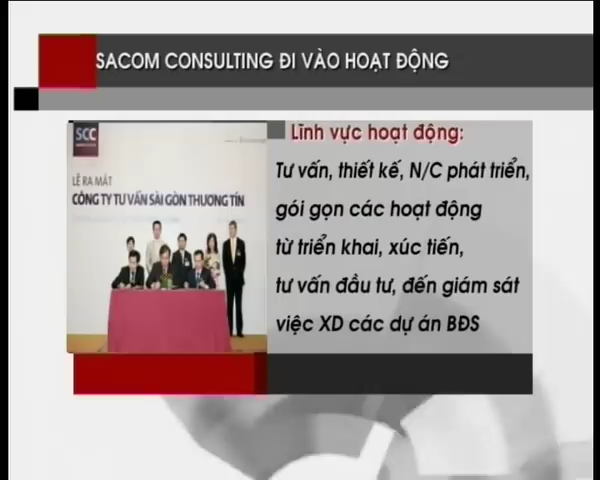 SACOM CONSULTING ĐI VÀO HOẠT ĐỘNG
SCC
LỄ RA MẮT
CÔNG TY TƯ VẤN SÀI GÒN THƯƠNG TÍN
Lĩnh vực hoạt động:
Tư vấn, thiết kế, N/C phát triển,
gói gọn các hoạt động
từ triển khai, xúc tiến,
tư vấn đầu tư, đến giám sát
việc XD các dự án BĐS